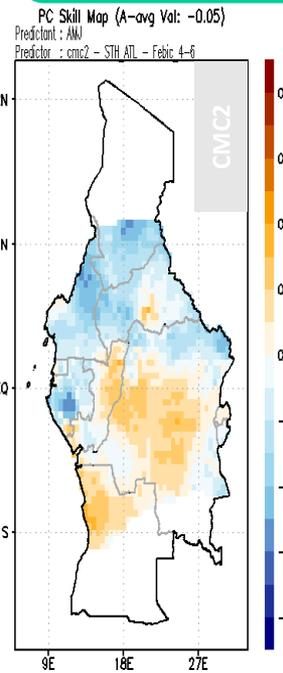 PC Skill Map (A-avg Val: -0.05)
Predictant : AMJ
Predictor : cmc2 - STH ATL - Febic 4-6
CMC2
N
N
Q
S
9E 18E 27E